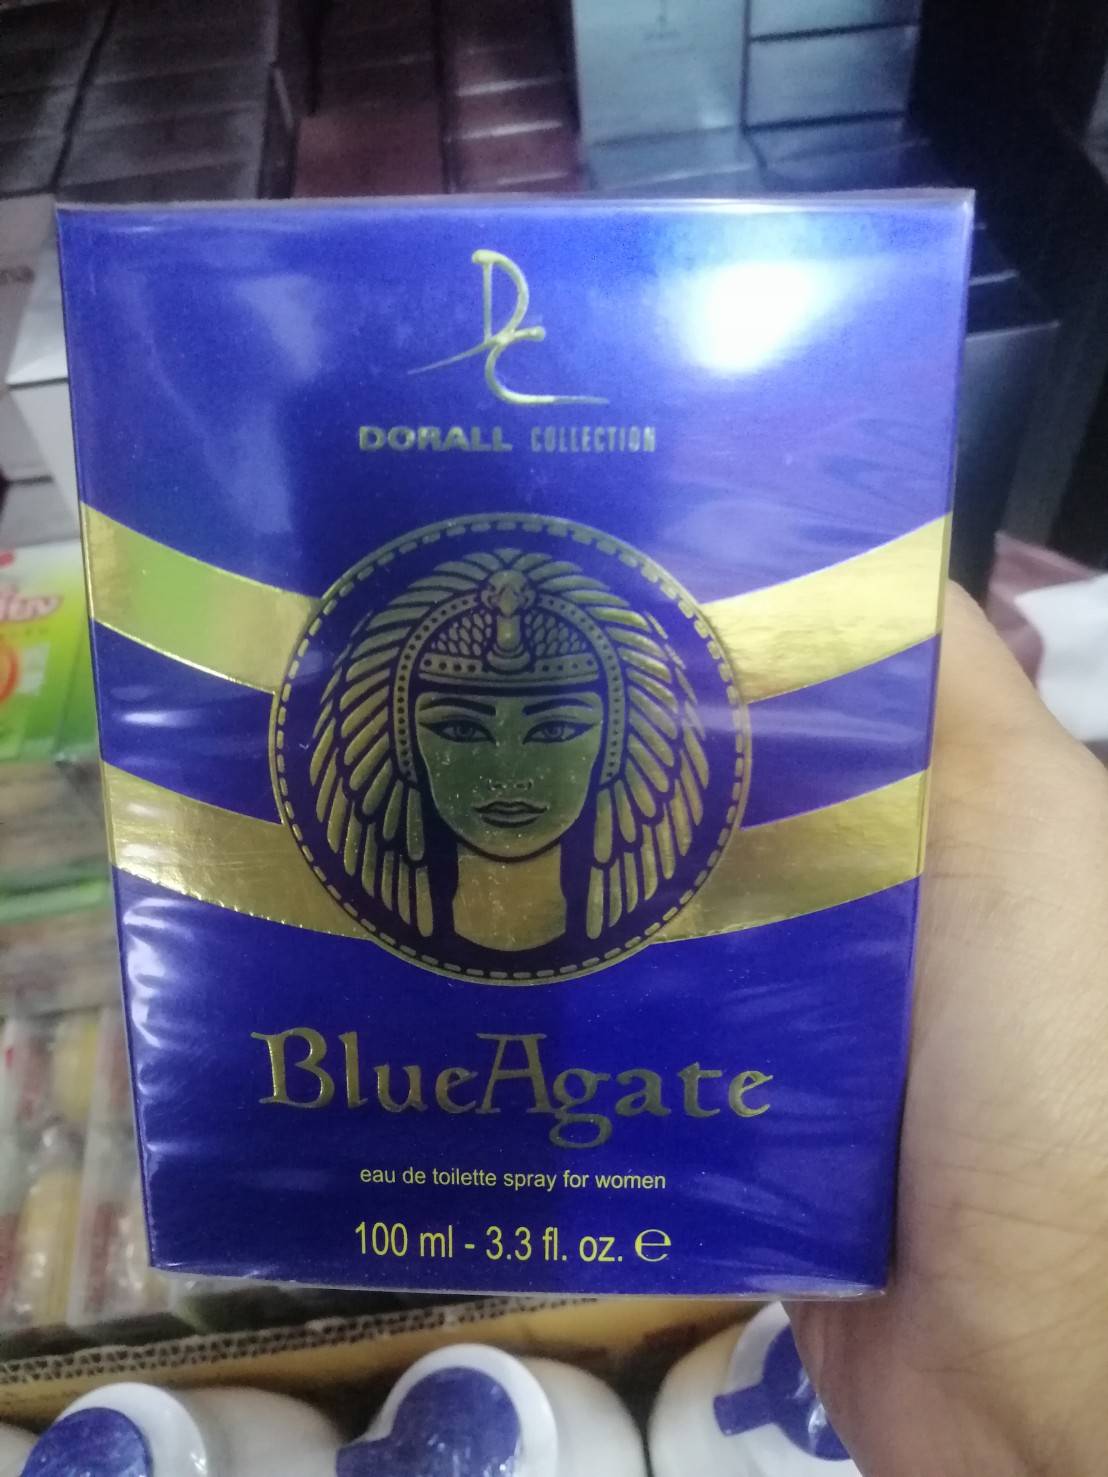 DC
DORALL COLLECTION
BlueAgate
eau de toilette spray for women
100 ml - 3.3 fl. oz. ℮